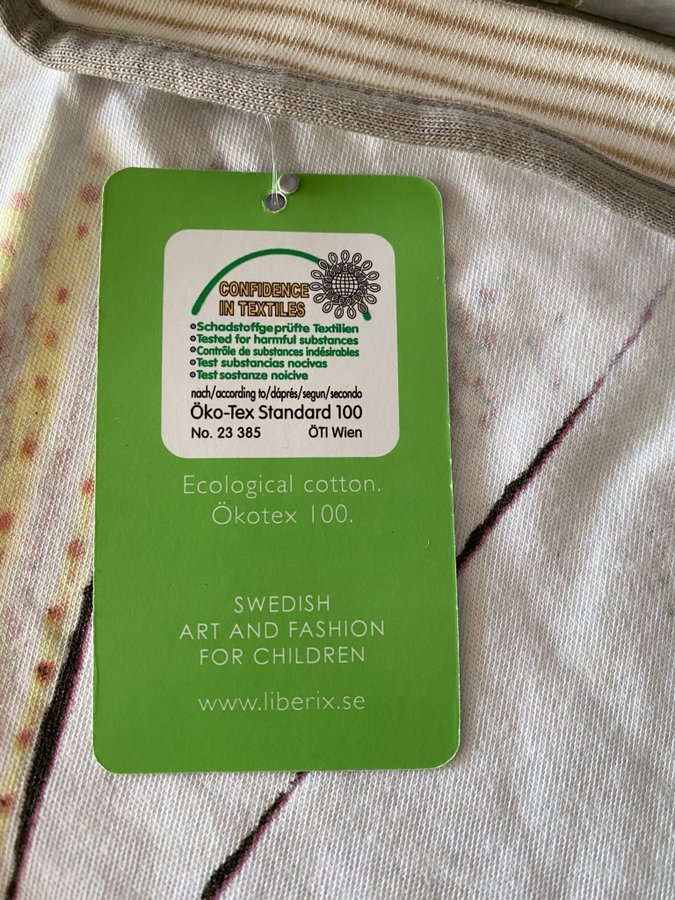 CONFIDENCE
IN TEXTILES
Schadstoffgeprüfte Textilien
Tested for harmful substances
Contrôle de substances indésirables
Test substancias nocivas
Test sostanze noicive
nach/according to/dáprés/segun/secondo
Öko-Tex Standard 100
No. 23 385 ÖTI Wien
Ecological cotton.
Ökotex 100.
SWEDISH
ART AND FASHION
FOR CHILDREN
www.liberix.se